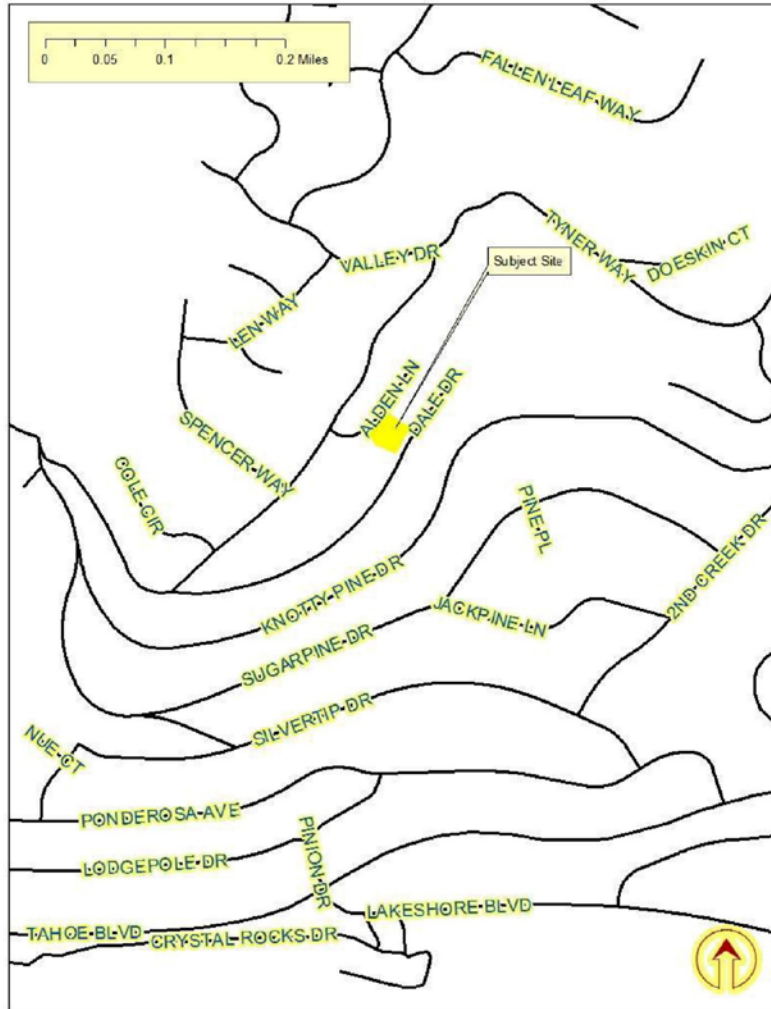 0 0.05 0.1 0.2 Miles
FALLEN LEAF WAY
TYNER WAY
DOESKIN CT
VALLEY DR
Subject Site
LEN WAY
ALDEN LN
DALE DR
SPENCER WAY
COLE CIR
PINE PL
2ND CREEK DR
KNOTTY PINE DR
JACKPINE LN
SUGARPINE DR
SILVERTIP DR
NUE CT
PONDEROSA AVE
PINION DR
LODGEPOLE DR
LAKESHORE BLVD
TAHOE BLVD
CRYSTAL ROCKS DR